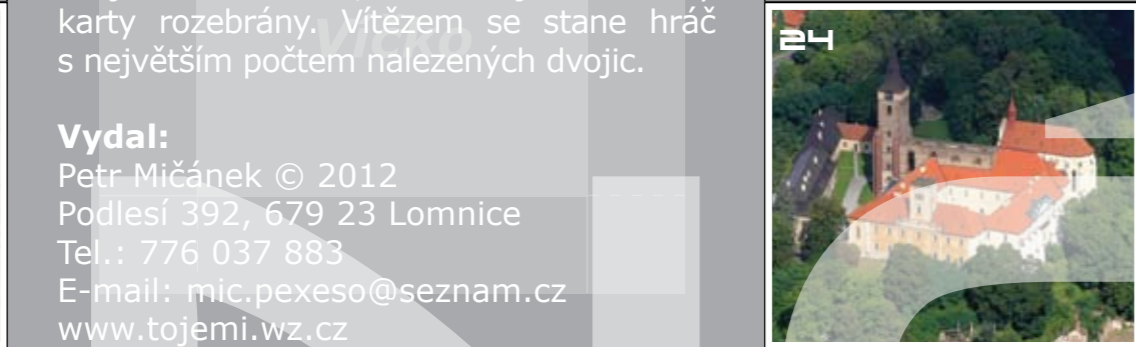 karty rozebrány. Vítězem se stane hráč
s největším počtem nalezených dvojic.
Vydal:
Petr Mičánek © 2012
Podlesí 392, 679 23 Lomnice
Tel.: 776 037 883
E-mail: mic.pexeso@seznam.cz
www.tojemi.wz.cz
24